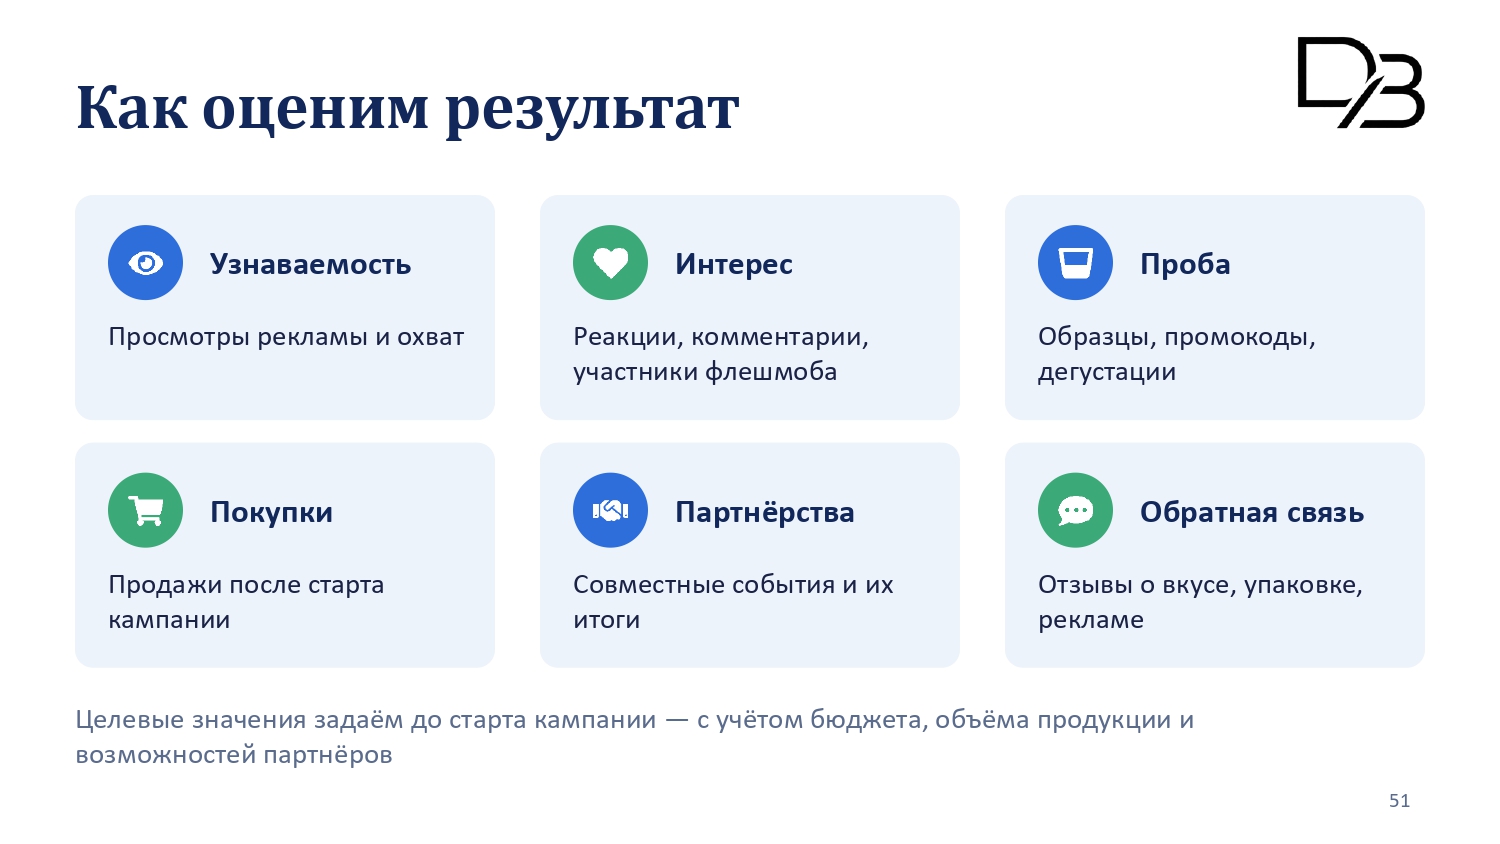 Как оценим результат
DB
Узнаваемость
Просмотры рекламы и охват
Интерес
Реакции, комментарии,
участники флешмоба
Проба
Образцы, промокоды,
дегустации
Покупки
Продажи после старта
кампании
Партнёрства
Совместные события и их
итоги
Обратная связь
Отзывы о вкусе, упаковке,
рекламе
Целевые значения задаём до старта кампании — с учётом бюджета, объёма продукции и
возможностей партнёров
51